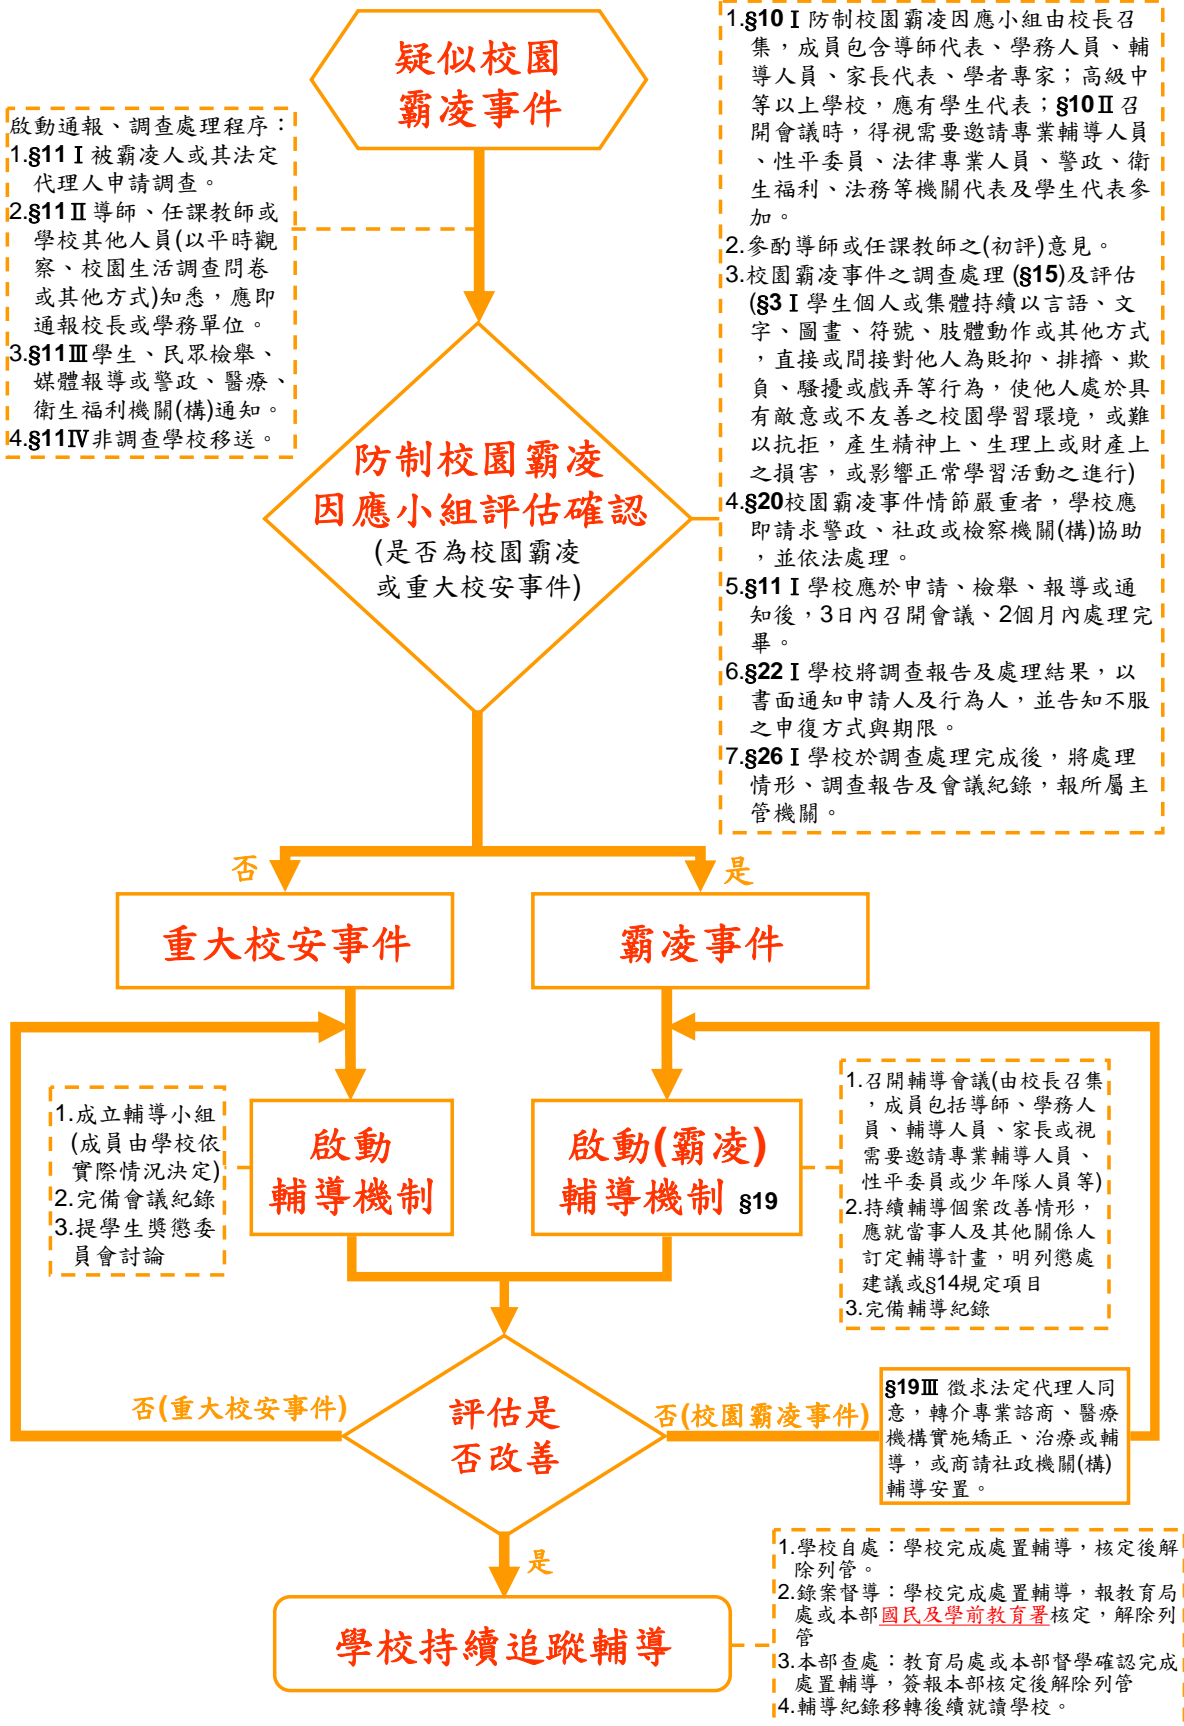 疑似校園
霸凌事件
啟動通報、調查處理程序：
1.§11Ⅰ被霸凌人或其法定
代理人申請調查。
2.§11Ⅱ導師、任課教師或
學校其他人員(以平時觀
察、校園生活調查問卷
或其他方式)知悉，應即
通報校長或學務單位。
3.§11Ⅲ學生、民眾檢舉、
媒體報導或警政、醫療、
衛生福利機關(構)通知。
4.§11Ⅳ非調查學校移送。
1.§10Ⅰ防制校園霸凌因應小組由校長召
集，成員包含導師代表、學務人員、輔
導人員、家長代表、學者專家；高級中
等以上學校，應有學生代表；§10Ⅱ召
開會議時，得視需要邀請專業輔導人員
、性平委員、法律專業人員、警政、衛
生福利、法務等機關代表及學生代表參
加。
2.參酌導師或任課教師之(初評)意見。
3.校園霸凌事件之調查處理 (§15)及評估
(§3Ⅰ學生個人或集體持續以言語、文
字、圖畫、符號、肢體動作或其他方式
，直接或間接對他人為貶抑、排擠、欺
負、騷擾或戲弄等行為，使他人處於具
有敵意或不友善之校園學習環境，或難
以抗拒，產生精神上、生理上或財產上
之損害，或影響正常學習活動之進行)
4.§20校園霸凌事件情節嚴重者，學校應
即請求警政、社政或檢察機關(構)協助
，並依法處理。
5.§11Ⅰ學校應於申請、檢舉、報導或通
知後，3日內召開會議、2個月內處理完
畢。
6.§22Ⅰ學校將調查報告及處理結果，以
書面通知申請人及行為人，並告知不服
之申復方式與期限。
7.§26Ⅰ學校於調查處理完成後，將處理
情形、調查報告及會議紀錄，報所屬主
管機關。
防制校園霸凌
因應小組評估確認
(是否為校園霸凌
或重大校安事件)
否
是
重大校安事件
霸凌事件
1.成立輔導小組
(成員由學校依
實際情況決定)
2.完備會議紀錄
3.提學生獎懲委
員會討論
啟動
輔導機制
啟動(霸凌)
輔導機制 §19
1.召開輔導會議(由校長召集
，成員包括導師、學務人
員、輔導人員、家長或視
需要邀請專業輔導人員、
性平委員或少年隊人員等)
2.持續輔導個案改善情形，
應就當事人及其他關係人
訂定輔導計畫，明列懲處
建議或§14規定項目
3.完備輔導紀錄
否(重大校安事件)
評估是
否改善
否(校園霸凌事件)
§19Ⅲ 徵求法定代理人同
意，轉介專業諮商、醫療
機構實施矯正、治療或輔
導，或商請社政機關(構)
輔導安置。
是
學校持續追蹤輔導
1.學校自處：學校完成處置輔導，核定後解
除列管。
2.錄案督導：學校完成處置輔導，報教育局
處或本部國民及學前教育署核定，解除列
管
3.本部查處：教育局處或本部督學確認完成
處置輔導，簽報本部核定後解除列管
4.輔導紀錄移轉後續就讀學校。